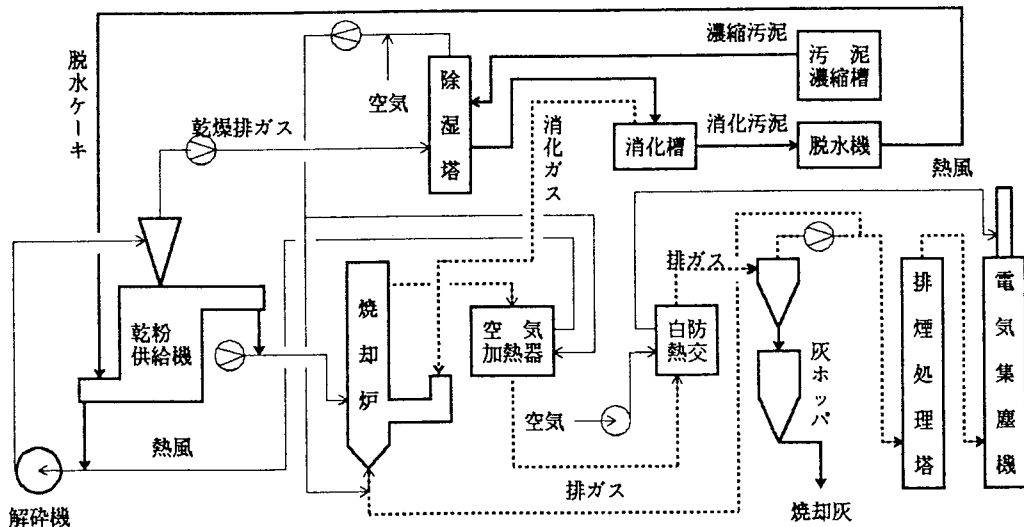 濃縮汚泥
汚泥
濃縮槽
脱水ケーキ
空気
除湿塔
乾燥排ガス
消化ガス
消化槽
消化汚泥
脱水機
熱風
排ガス
乾粉
供給機
焼却炉
空気
加熱器
白防
熱交
灰ホッパ
排煙処理塔
電気集塵機
空気
熱風
排ガス
解砕機
焼却灰